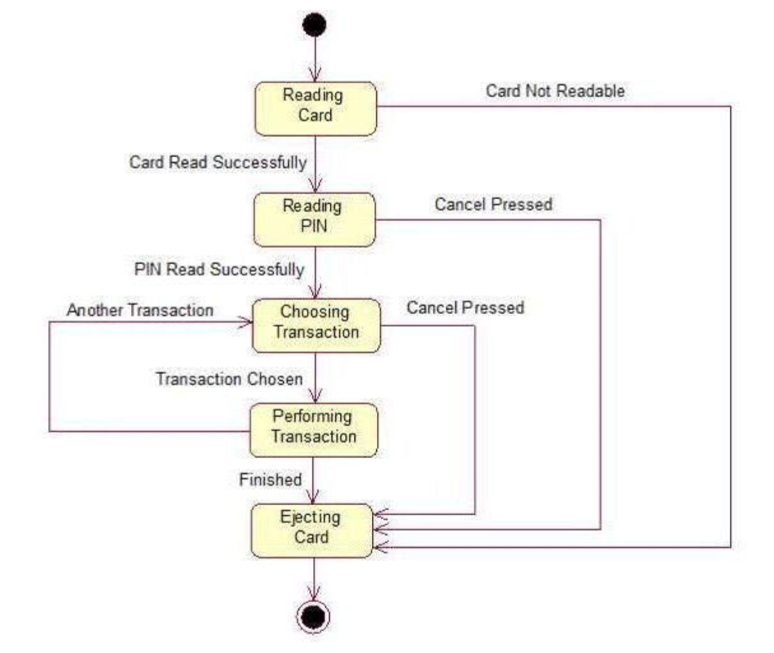 Reading
Card
Card Not Readable
Card Read Successfully
Reading
PIN
Cancel Pressed
PIN Read Successfully
Another Transaction
Choosing
Transaction
Cancel Pressed
Transaction Chosen
Performing
Transaction
Finished
Ejecting
Card